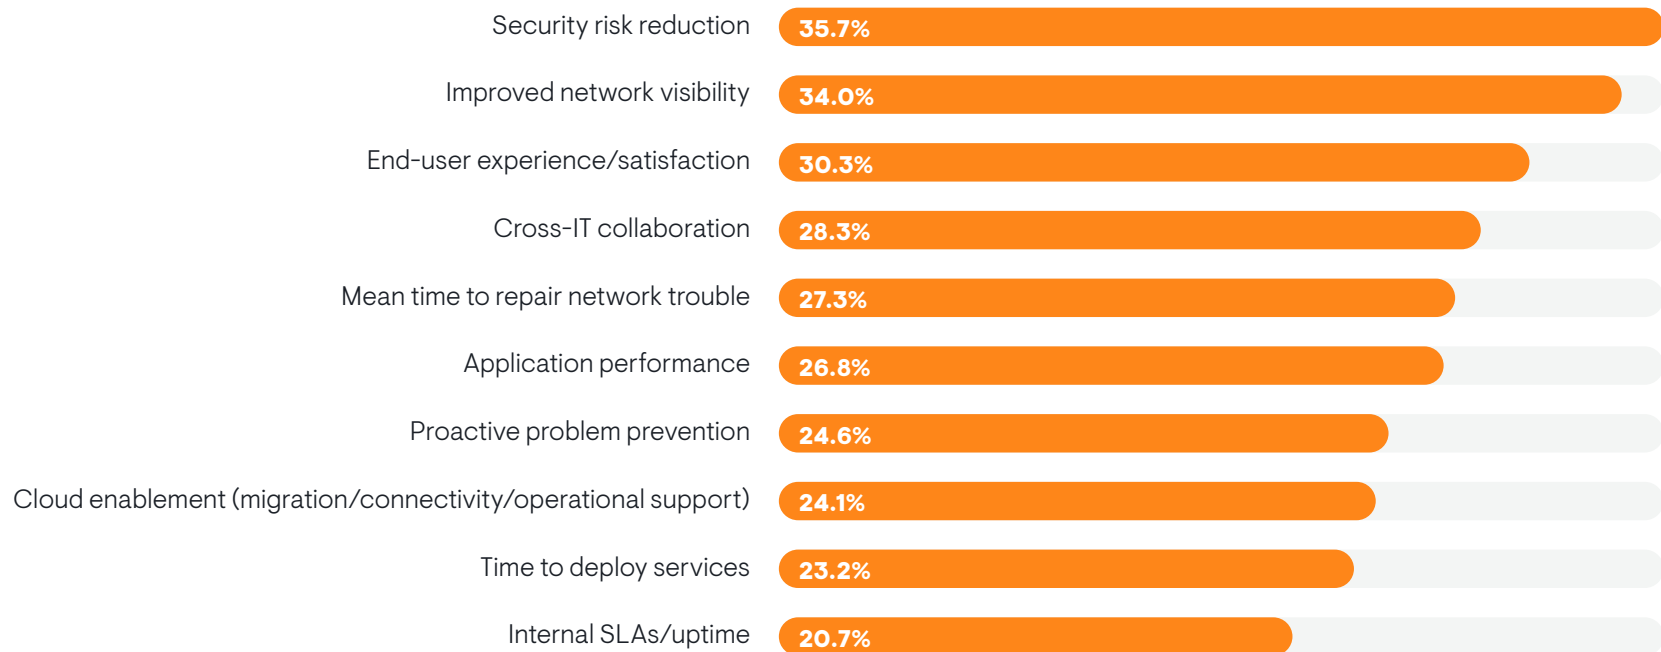 Security risk reduction 35.7%
Improved network visibility 34.0%
End-user experience/satisfaction 30.3%
Cross-IT collaboration 28.3%
Mean time to repair network trouble 27.3%
Application performance 26.8%
Proactive problem prevention 24.6%
Cloud enablement (migration/connectivity/operational support) 24.1%
Time to deploy services 23.2%
Internal SLAs/uptime 20.7%